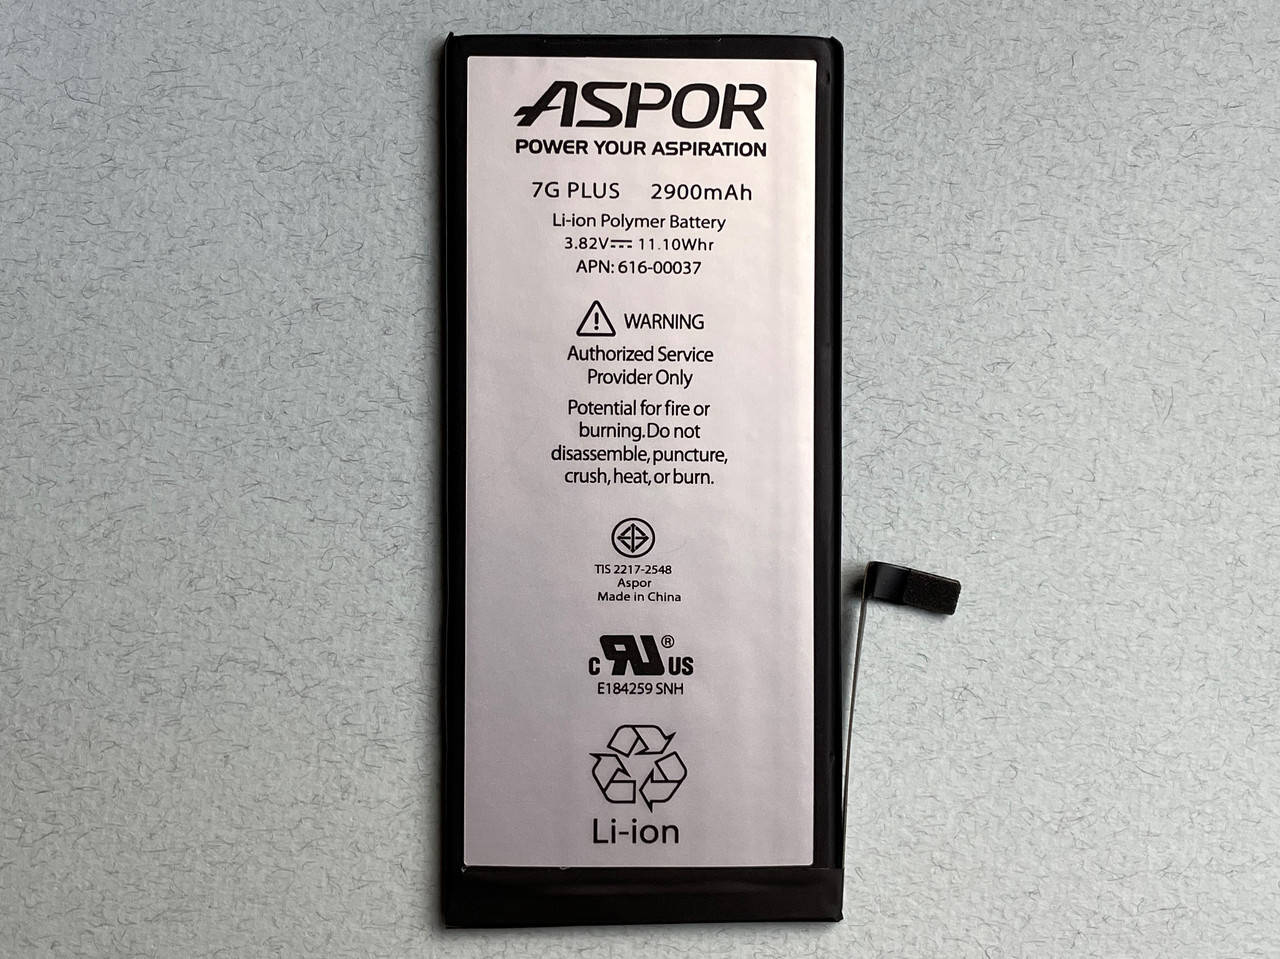 ASPOR
POWER YOUR ASPIRATION
7G PLUS 2900mAh
Li-ion Polymer Battery
3.82V⎓ 11.10Whr
APN: 616-00037
WARNING
Authorized Service
Provider Only
Potential for fire or
burning.Do not
disassemble,puncture,
crush,heat,or burn.
TIS 2217-2548
Aspor
Made in China
c RU® US
E184259 SNH
Li-ion